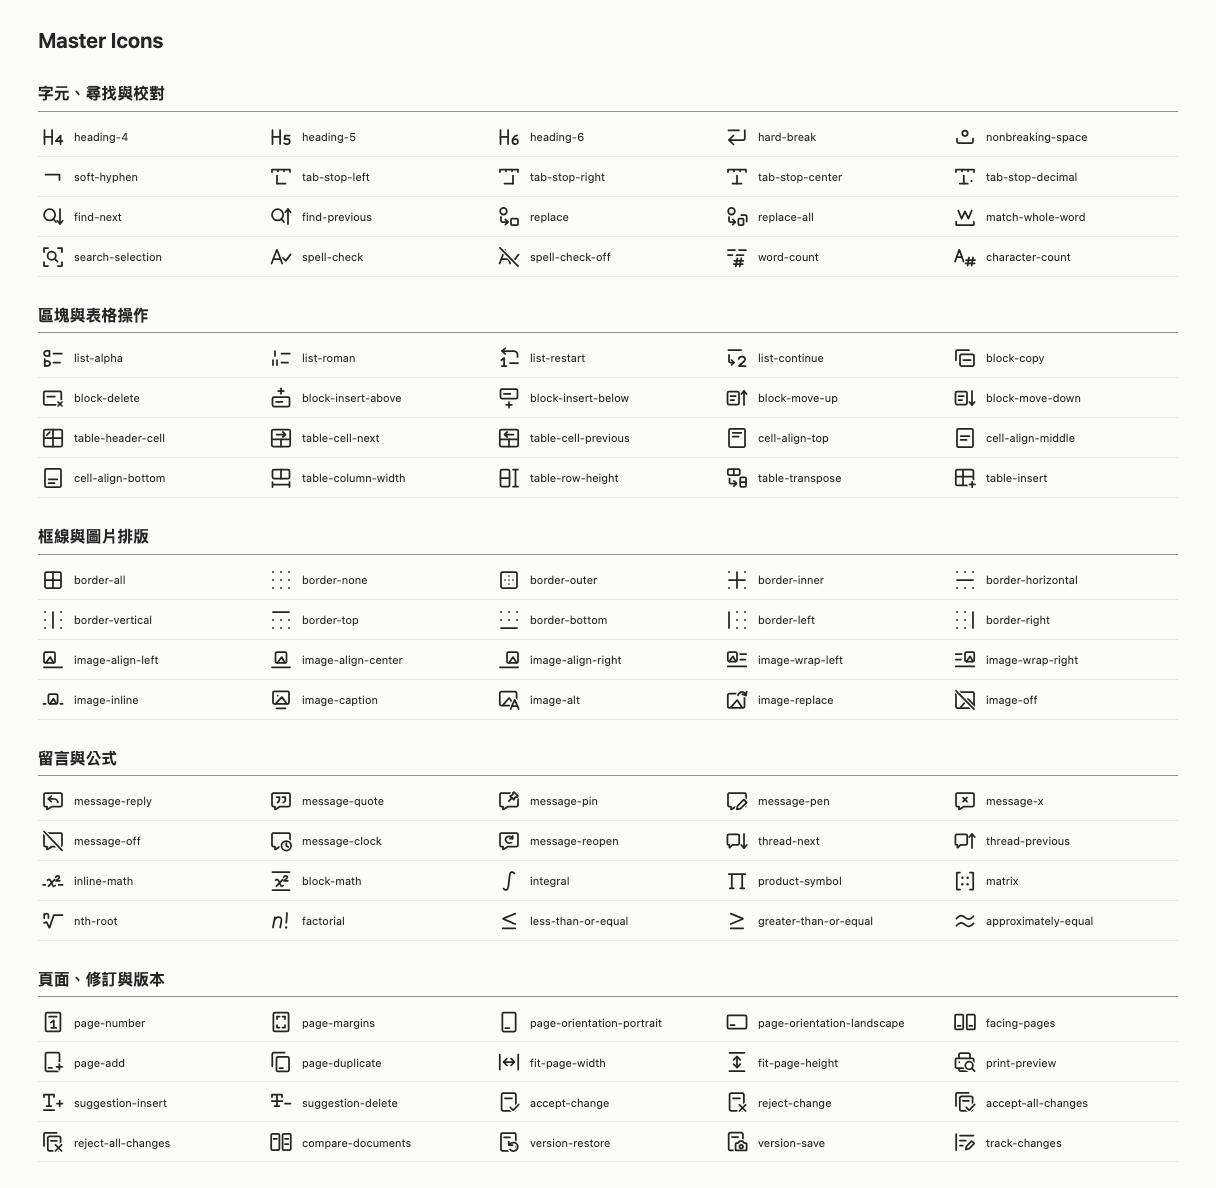 Master Icons
字元、尋找與校對
heading-4 heading-5 heading-6 hard-break nonbreaking-space
soft-hyphen tab-stop-left tab-stop-right tab-stop-center tab-stop-decimal
find-next find-previous replace replace-all match-whole-word
search-selection spell-check spell-check-off word-count character-count
區塊與表格操作
list-alpha list-roman list-restart list-continue block-copy
block-delete block-insert-above block-insert-below block-move-up block-move-down
table-header-cell table-cell-next table-cell-previous cell-align-top cell-align-middle
cell-align-bottom table-column-width table-row-height table-transpose table-insert
框線與圖片排版
border-all border-none border-outer border-inner border-horizontal
border-vertical border-top border-bottom border-left border-right
image-align-left image-align-center image-align-right image-wrap-left image-wrap-right
image-inline image-caption image-alt image-replace image-off
留言與公式
message-reply message-quote message-pin message-pen message-x
message-off message-clock message-reopen thread-next thread-previous
inline-math block-math integral product-symbol matrix
nth-root factorial less-than-or-equal greater-than-or-equal approximately-equal
頁面、修訂與版本
page-number page-margins page-orientation-portrait page-orientation-landscape facing-pages
page-add page-duplicate fit-page-width fit-page-height print-preview
suggestion-insert suggestion-delete accept-change reject-change accept-all-changes
reject-all-changes compare-documents version-restore version-save track-changes